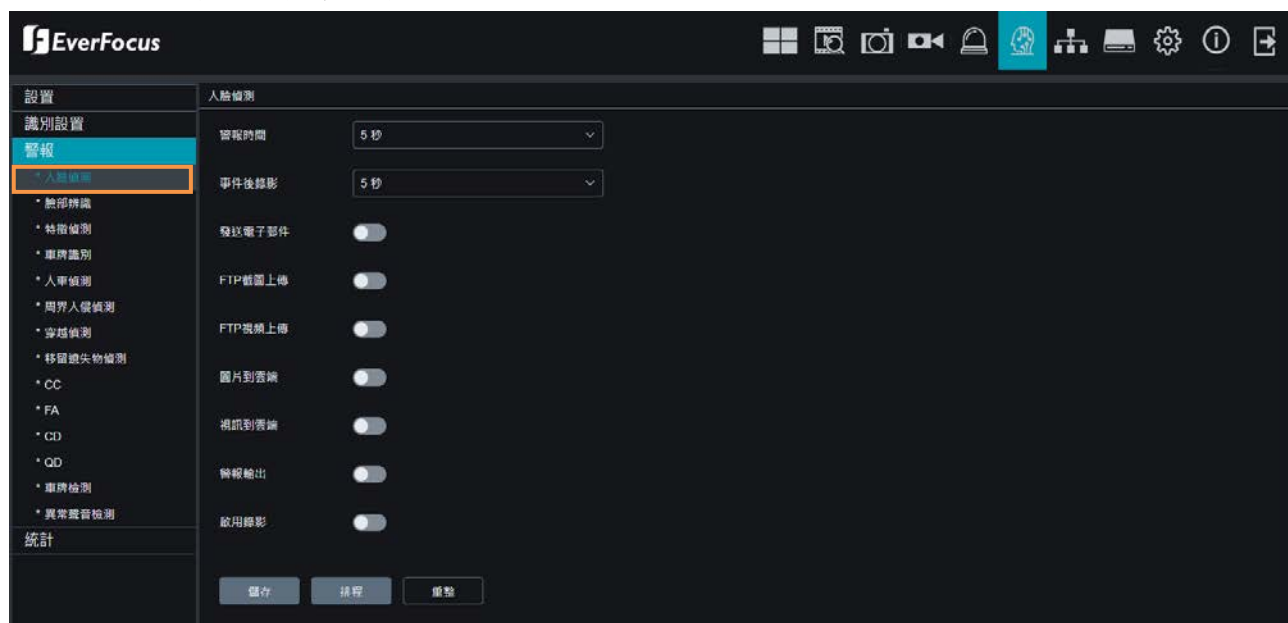 EverFocus
設置
識別設置
警報
* 人臉偵測
* 臉部辨識
* 特徵偵測
* 車牌識別
* 人車偵測
* 周界入侵偵測
* 穿越偵測
* 移留遺失物偵測
* CC
* FA
* CD
* QD
* 車牌檢測
* 異常聲音檢測
統計
人臉偵測
警報時間 5 秒
事件後錄影 5 秒
發送電子郵件
FTP截圖上傳
FTP視頻上傳
圖片到雲端
視訊到雲端
警報輸出
啟用錄影
儲存 排程 重整